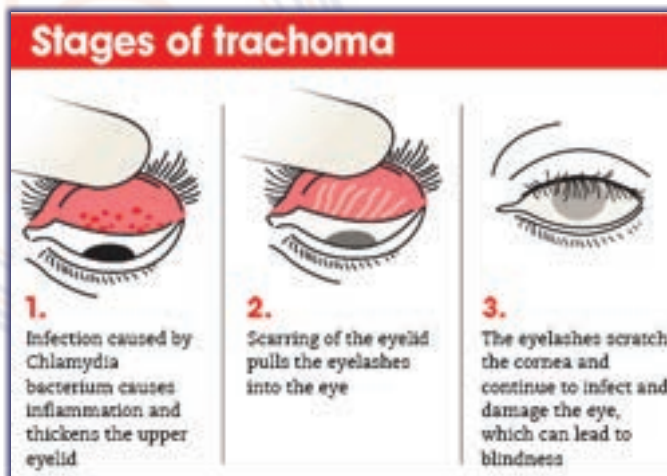 Stages of trachoma
1.
Infection caused by
Chlamydia
bacterium causes
inflammation and
thickens the upper
eyelid
2.
Scarring of the eyelid
pulls the eyelashes
into the eye
3.
The eyelashes scratch
the cornea and
continue to infect and
damage the eye,
which can lead to
blindness